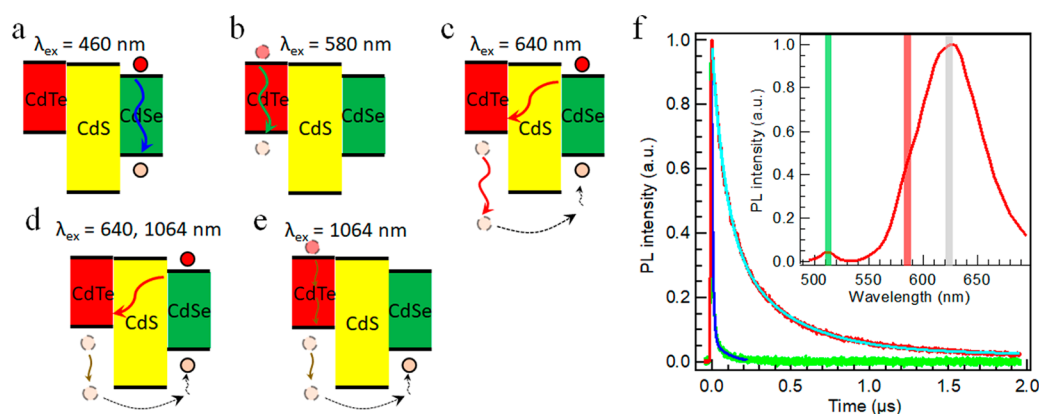 a
λex = 460 nm
CdTe
CdS
CdSe
b
λex = 580 nm
CdTe
CdS
CdSe
c
λex = 640 nm
CdTe
CdS
CdSe
d
λex = 640, 1064 nm
CdTe
CdS
CdSe
e
λex = 1064 nm
CdTe
CdS
CdSe
f
PL intensity (a.u.)
1.0
0.8
0.6
0.4
0.2
0.0
0.0
0.5
1.0
1.5
2.0
Time (µs)
PL intensity (a.u.)
1.0
0.8
0.6
0.4
0.2
0.0
500
550
600
650
Wavelength (nm)